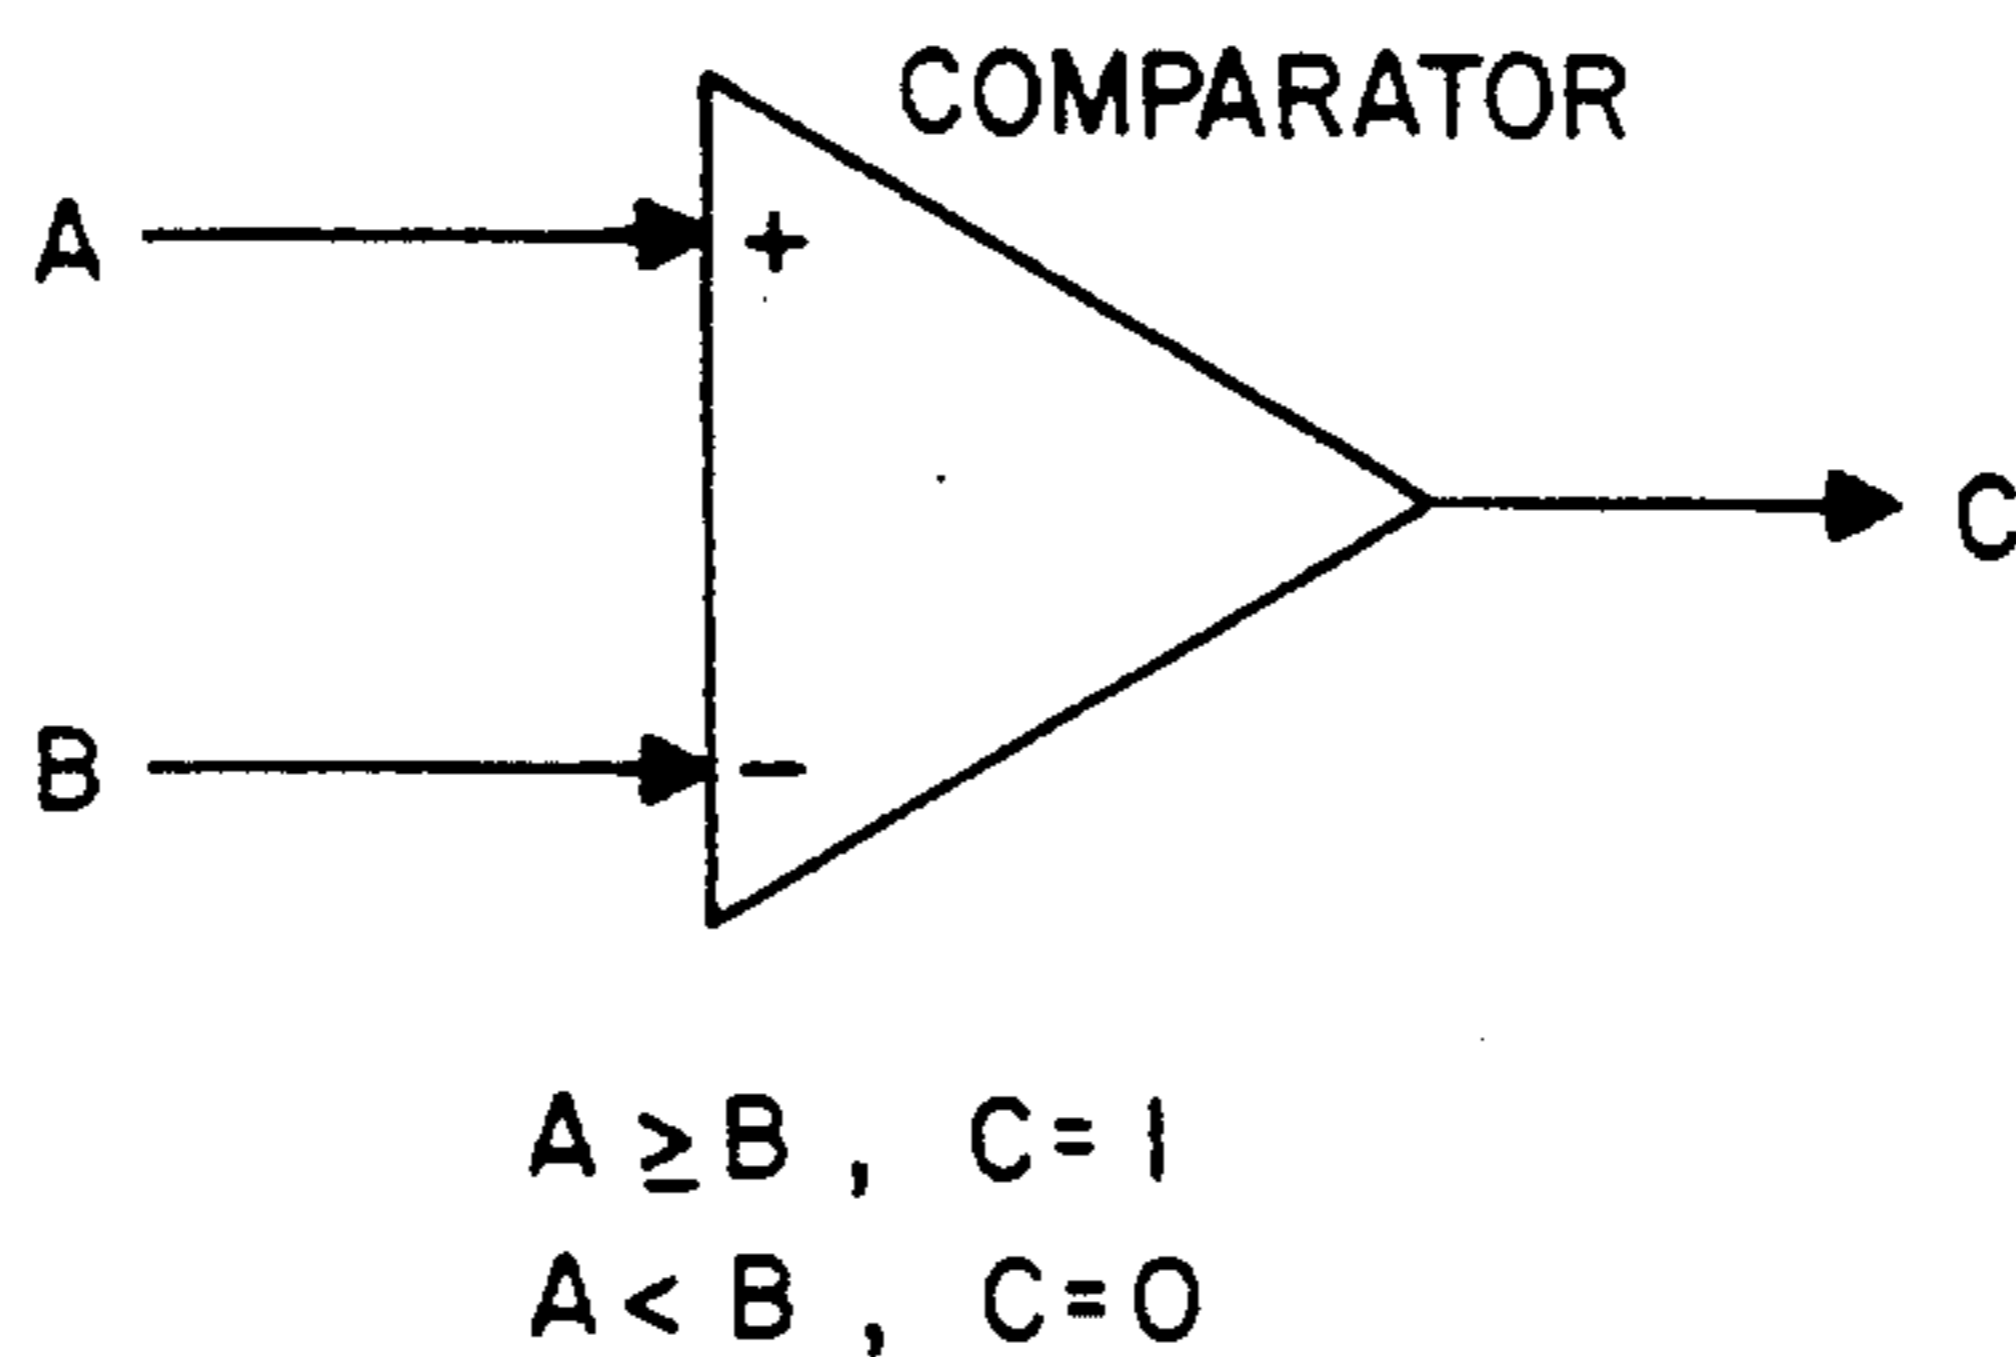 COMPARATOR
A
+
C
B
−
A ≥ B , C = 1
A < B , C = 0